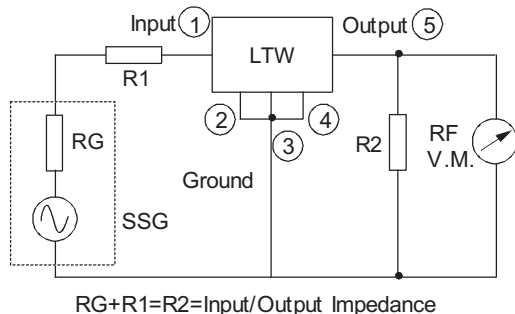 Input ① Output ⑤
R1
LTW
② ④
③
RG
R2
RF
V.M.
Ground
SSG
RG+R1=R2=Input/Output Impedance